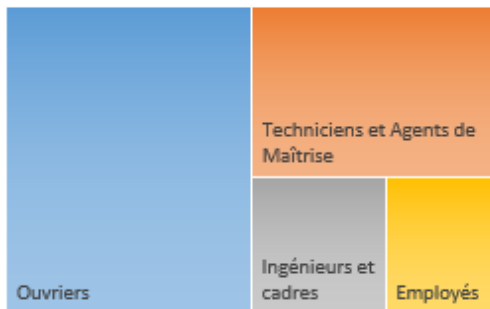 Ouvriers
Techniciens et Agents de
Maîtrise
Ingénieurs et
cadres
Employés